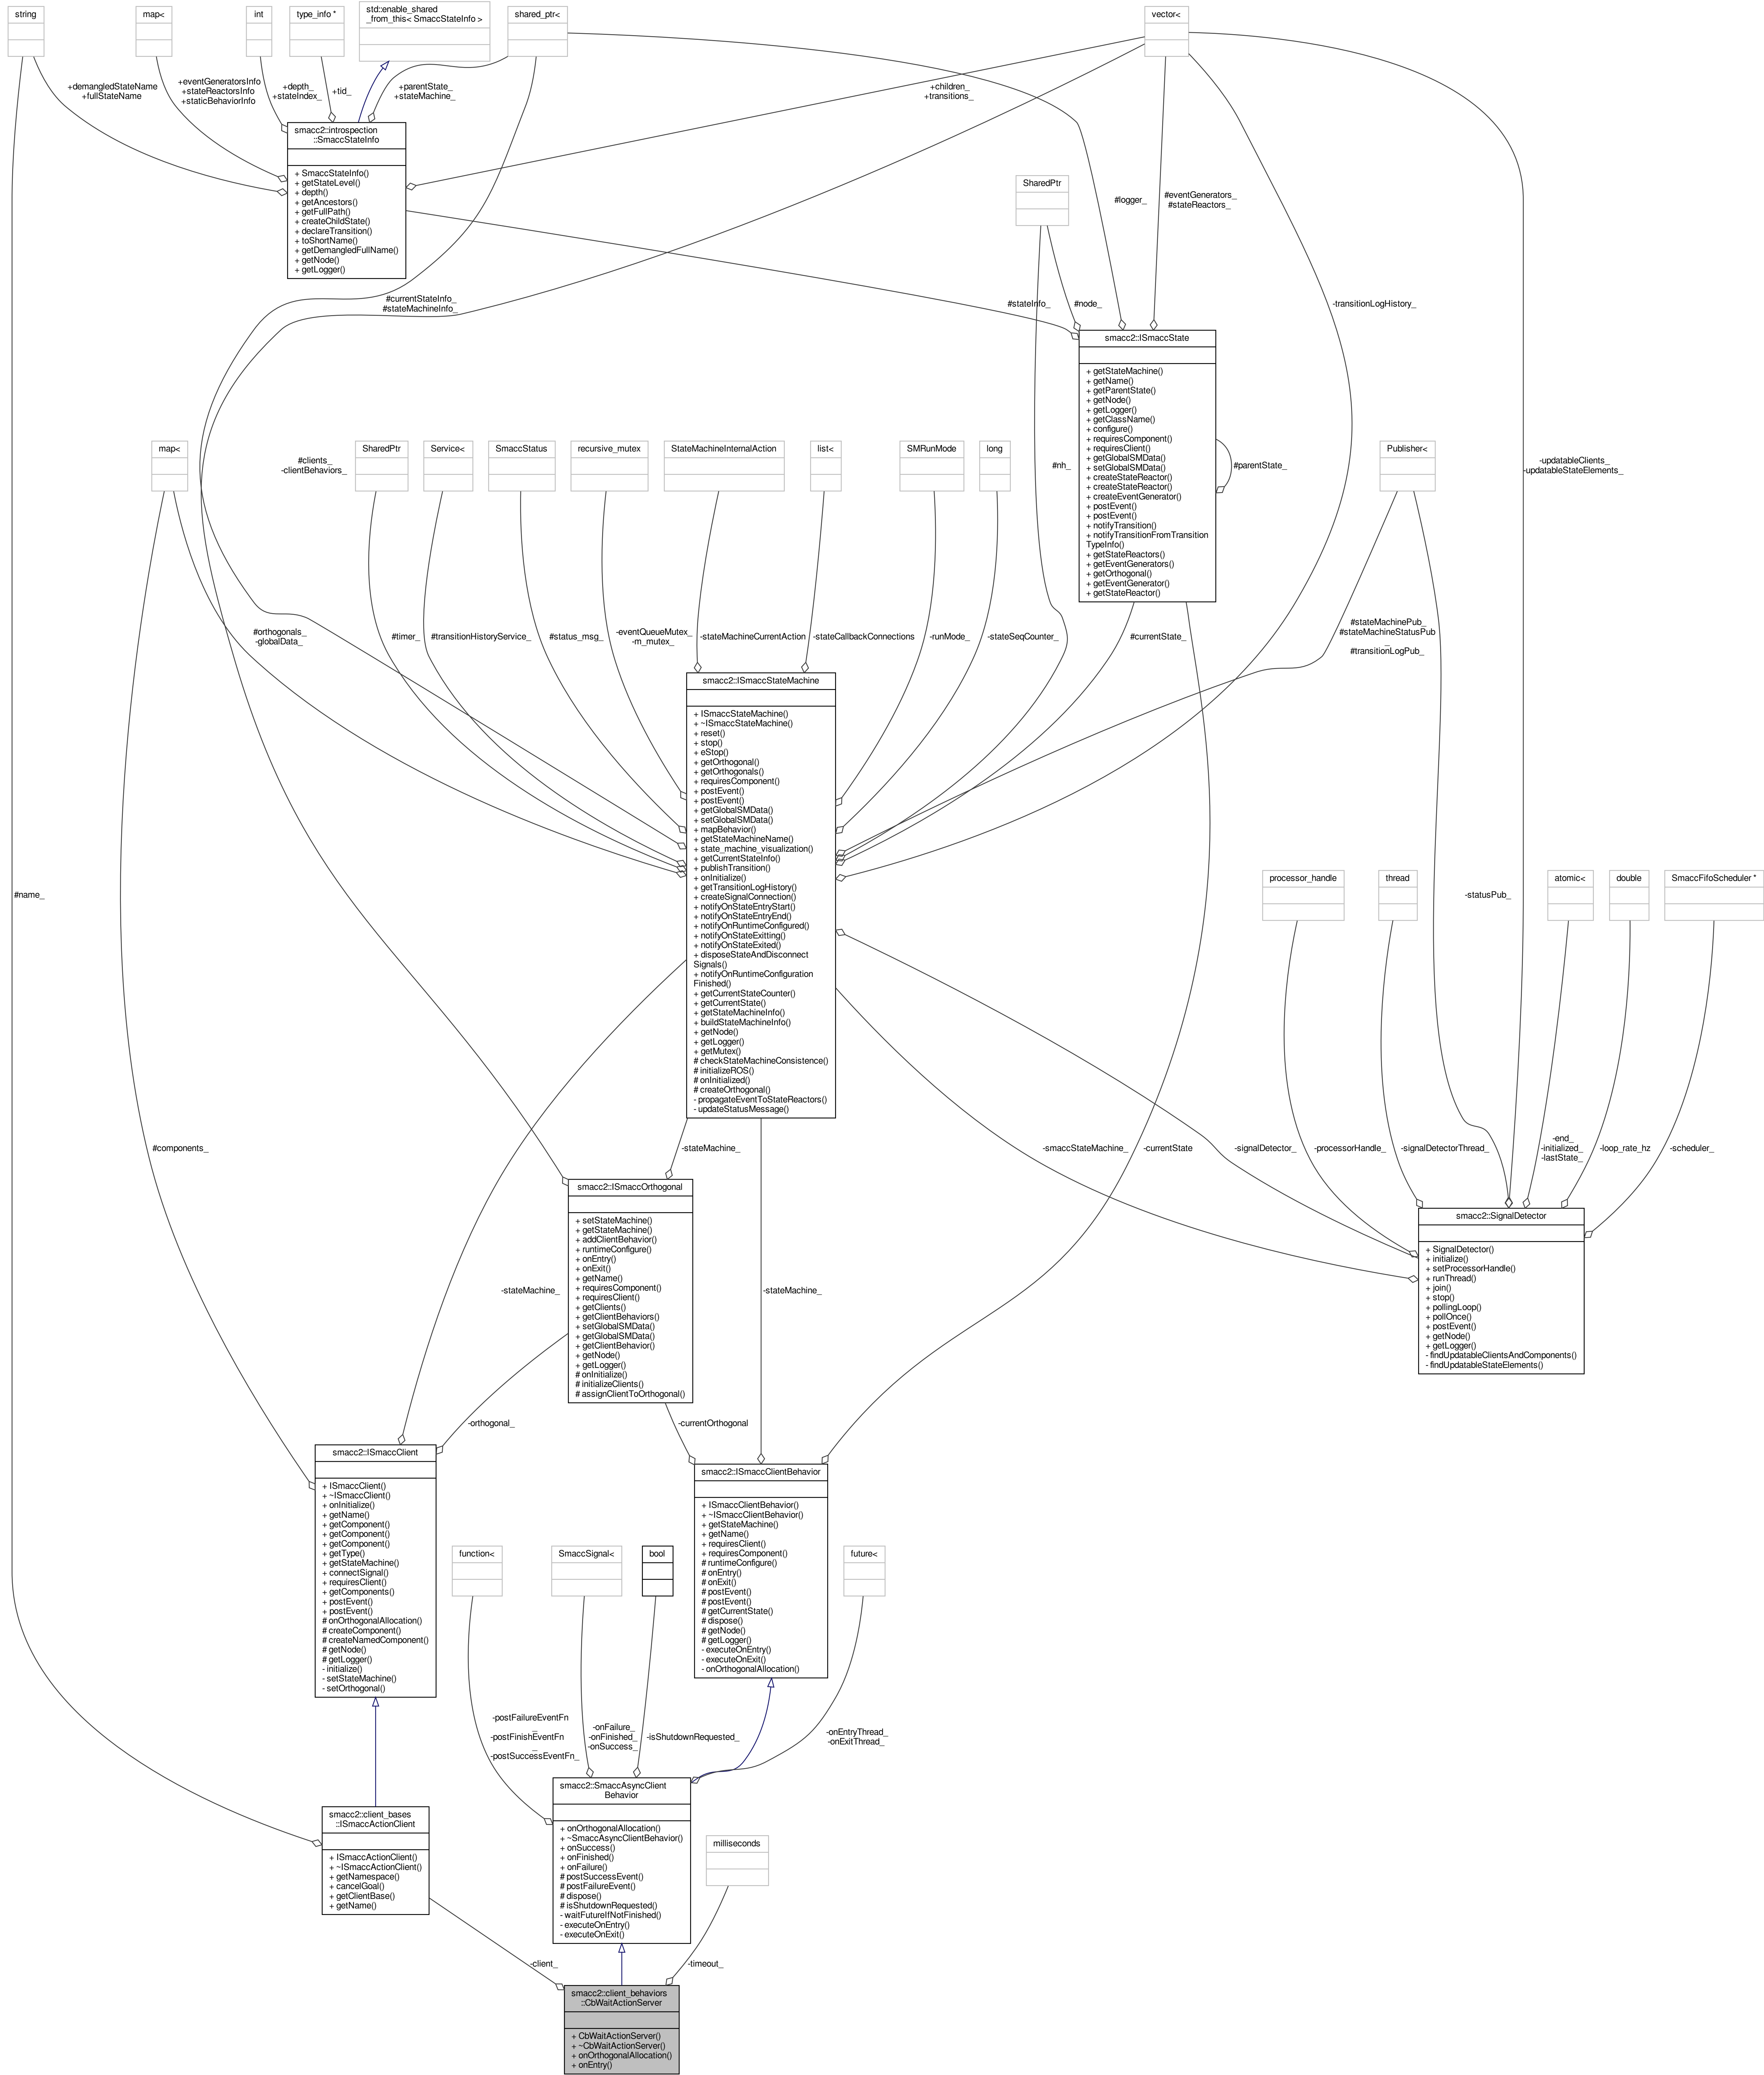 string
map<
int
type_info *
std::enable_shared
_from_this< SmaccStateInfo >
shared_ptr<
vector<
+demangledStateName
+fullStateName
+eventGeneratorsInfo
+stateReactorsInfo
+staticBehaviorInfo
+depth_
+stateIndex_
+tid_
+parentState_
+stateMachine_
+children_
+transitions_
smacc2::introspection
::SmaccStateInfo
+ SmaccStateInfo()
+ getStateLevel()
+ depth()
+ getAncestors()
+ getFullPath()
+ createChildState()
+ declareTransition()
+ toShortName()
+ getDemangledFullName()
+ getNode()
+ getLogger()
SharedPtr
#logger_
#eventGenerators_
#stateReactors_
#currentStateInfo_
#stateMachineInfo_
#stateInfo_
#node_
-transitionLogHistory_
smacc2::ISmaccState
+ getStateMachine()
+ getName()
+ getParentState()
+ getNode()
+ getLogger()
+ getClassName()
+ configure()
+ requiresComponent()
+ requiresClient()
+ getGlobalSMData()
+ setGlobalSMData()
+ createStateReactor()
+ createStateReactor()
+ createEventGenerator()
+ postEvent()
+ postEvent()
+ notifyTransition()
+ notifyTransitionFromTransition
TypeInfo()
+ getStateReactors()
+ getEventGenerators()
+ getOrthogonal()
+ getEventGenerator()
+ getStateReactor()
#parentState_
map<
#clients_
-clientBehaviors_
SharedPtr
Service<
SmaccStatus
recursive_mutex
StateMachineInternalAction
list<
SMRunMode
long
#nh_
Publisher<
-updatableClients_
-updatableStateElements_
#orthogonals_
-globalData_
#timer_
#transitionHistoryService_
#status_msg_
-eventQueueMutex_
-m_mutex_
-stateMachineCurrentAction
-stateCallbackConnections
-runMode_
-stateSeqCounter_
#currentState_
#stateMachinePub_
#stateMachineStatusPub
_
#transitionLogPub_
smacc2::ISmaccStateMachine
+ ISmaccStateMachine()
+ ~ISmaccStateMachine()
+ reset()
+ stop()
+ eStop()
+ getOrthogonal()
+ getOrthogonals()
+ requiresComponent()
+ postEvent()
+ postEvent()
+ getGlobalSMData()
+ setGlobalSMData()
+ mapBehavior()
+ getStateMachineName()
+ state_machine_visualization()
+ getCurrentStateInfo()
+ publishTransition()
+ onInitialize()
+ getTransitionLogHistory()
+ createSignalConnection()
+ notifyOnStateEntryStart()
+ notifyOnStateEntryEnd()
+ notifyOnRuntimeConfigured()
+ notifyOnStateExitting()
+ notifyOnStateExited()
+ disposeStateAndDisconnect
Signals()
+ notifyOnRuntimeConfiguration
Finished()
+ getCurrentStateCounter()
+ getCurrentState()
+ getStateMachineInfo()
+ buildStateMachineInfo()
+ getNode()
+ getLogger()
+ getMutex()
# checkStateMachineConsistence()
# initializeROS()
# onInitialized()
# createOrthogonal()
- propagateEventToStateReactors()
- updateStatusMessage()
#name_
processor_handle
thread
-statusPub_
atomic<
double
SmaccFifoScheduler *
#components_
-stateMachine_
-smaccStateMachine_
-currentState
-signalDetector_
-processorHandle_
-signalDetectorThread_
-end_
-initialized_
-lastState_
-loop_rate_hz
-scheduler_
smacc2::ISmaccOrthogonal
+ setStateMachine()
+ getStateMachine()
+ addClientBehavior()
+ runtimeConfigure()
+ onEntry()
+ onExit()
+ getName()
+ requiresComponent()
+ requiresClient()
+ getClients()
+ getClientBehaviors()
+ setGlobalSMData()
+ getGlobalSMData()
+ getClientBehavior()
+ getNode()
+ getLogger()
# onInitialize()
# initializeClients()
# assignClientToOrthogonal()
smacc2::SignalDetector
+ SignalDetector()
+ initialize()
+ setProcessorHandle()
+ runThread()
+ join()
+ stop()
+ pollingLoop()
+ pollOnce()
+ postEvent()
+ getNode()
+ getLogger()
- findUpdatableClientsAndComponents()
- findUpdatableStateElements()
-stateMachine_
-stateMachine_
-orthogonal_
-currentOrthogonal
smacc2::ISmaccClient
+ ISmaccClient()
+ ~ISmaccClient()
+ onInitialize()
+ getName()
+ getComponent()
+ getComponent()
+ getComponent()
+ getType()
+ getStateMachine()
+ connectSignal()
+ requiresClient()
+ getComponents()
+ postEvent()
+ postEvent()
# onOrthogonalAllocation()
# createComponent()
# createNamedComponent()
# getNode()
# getLogger()
- initialize()
- setStateMachine()
- setOrthogonal()
smacc2::ISmaccClientBehavior
+ ISmaccClientBehavior()
+ ~ISmaccClientBehavior()
+ getStateMachine()
+ getName()
+ requiresClient()
+ requiresComponent()
# runtimeConfigure()
# onEntry()
# onExit()
# postEvent()
# postEvent()
# getCurrentState()
# dispose()
# getNode()
# getLogger()
- executeOnEntry()
- executeOnExit()
- onOrthogonalAllocation()
function<
SmaccSignal<
bool
future<
-postFailureEventFn
_
-postFinishEventFn
_
-postSuccessEventFn_
-onFailure_
-onFinished_
-onSuccess_
-isShutdownRequested_
-onEntryThread_
-onExitThread_
smacc2::SmaccAsyncClient
Behavior
+ onOrthogonalAllocation()
+ ~SmaccAsyncClientBehavior()
+ onSuccess()
+ onFinished()
+ onFailure()
# postSuccessEvent()
# postFailureEvent()
# dispose()
# isShutdownRequested()
- waitFutureIfNotFinished()
- executeOnEntry()
- executeOnExit()
smacc2::client_bases
::ISmaccActionClient
+ ISmaccActionClient()
+ ~ISmaccActionClient()
+ getNamespace()
+ cancelGoal()
+ getClientBase()
+ getName()
milliseconds
-client_
-timeout_
smacc2::client_behaviors
::CbWaitActionServer
+ CbWaitActionServer()
+ ~CbWaitActionServer()
+ onOrthogonalAllocation()
+ onEntry()